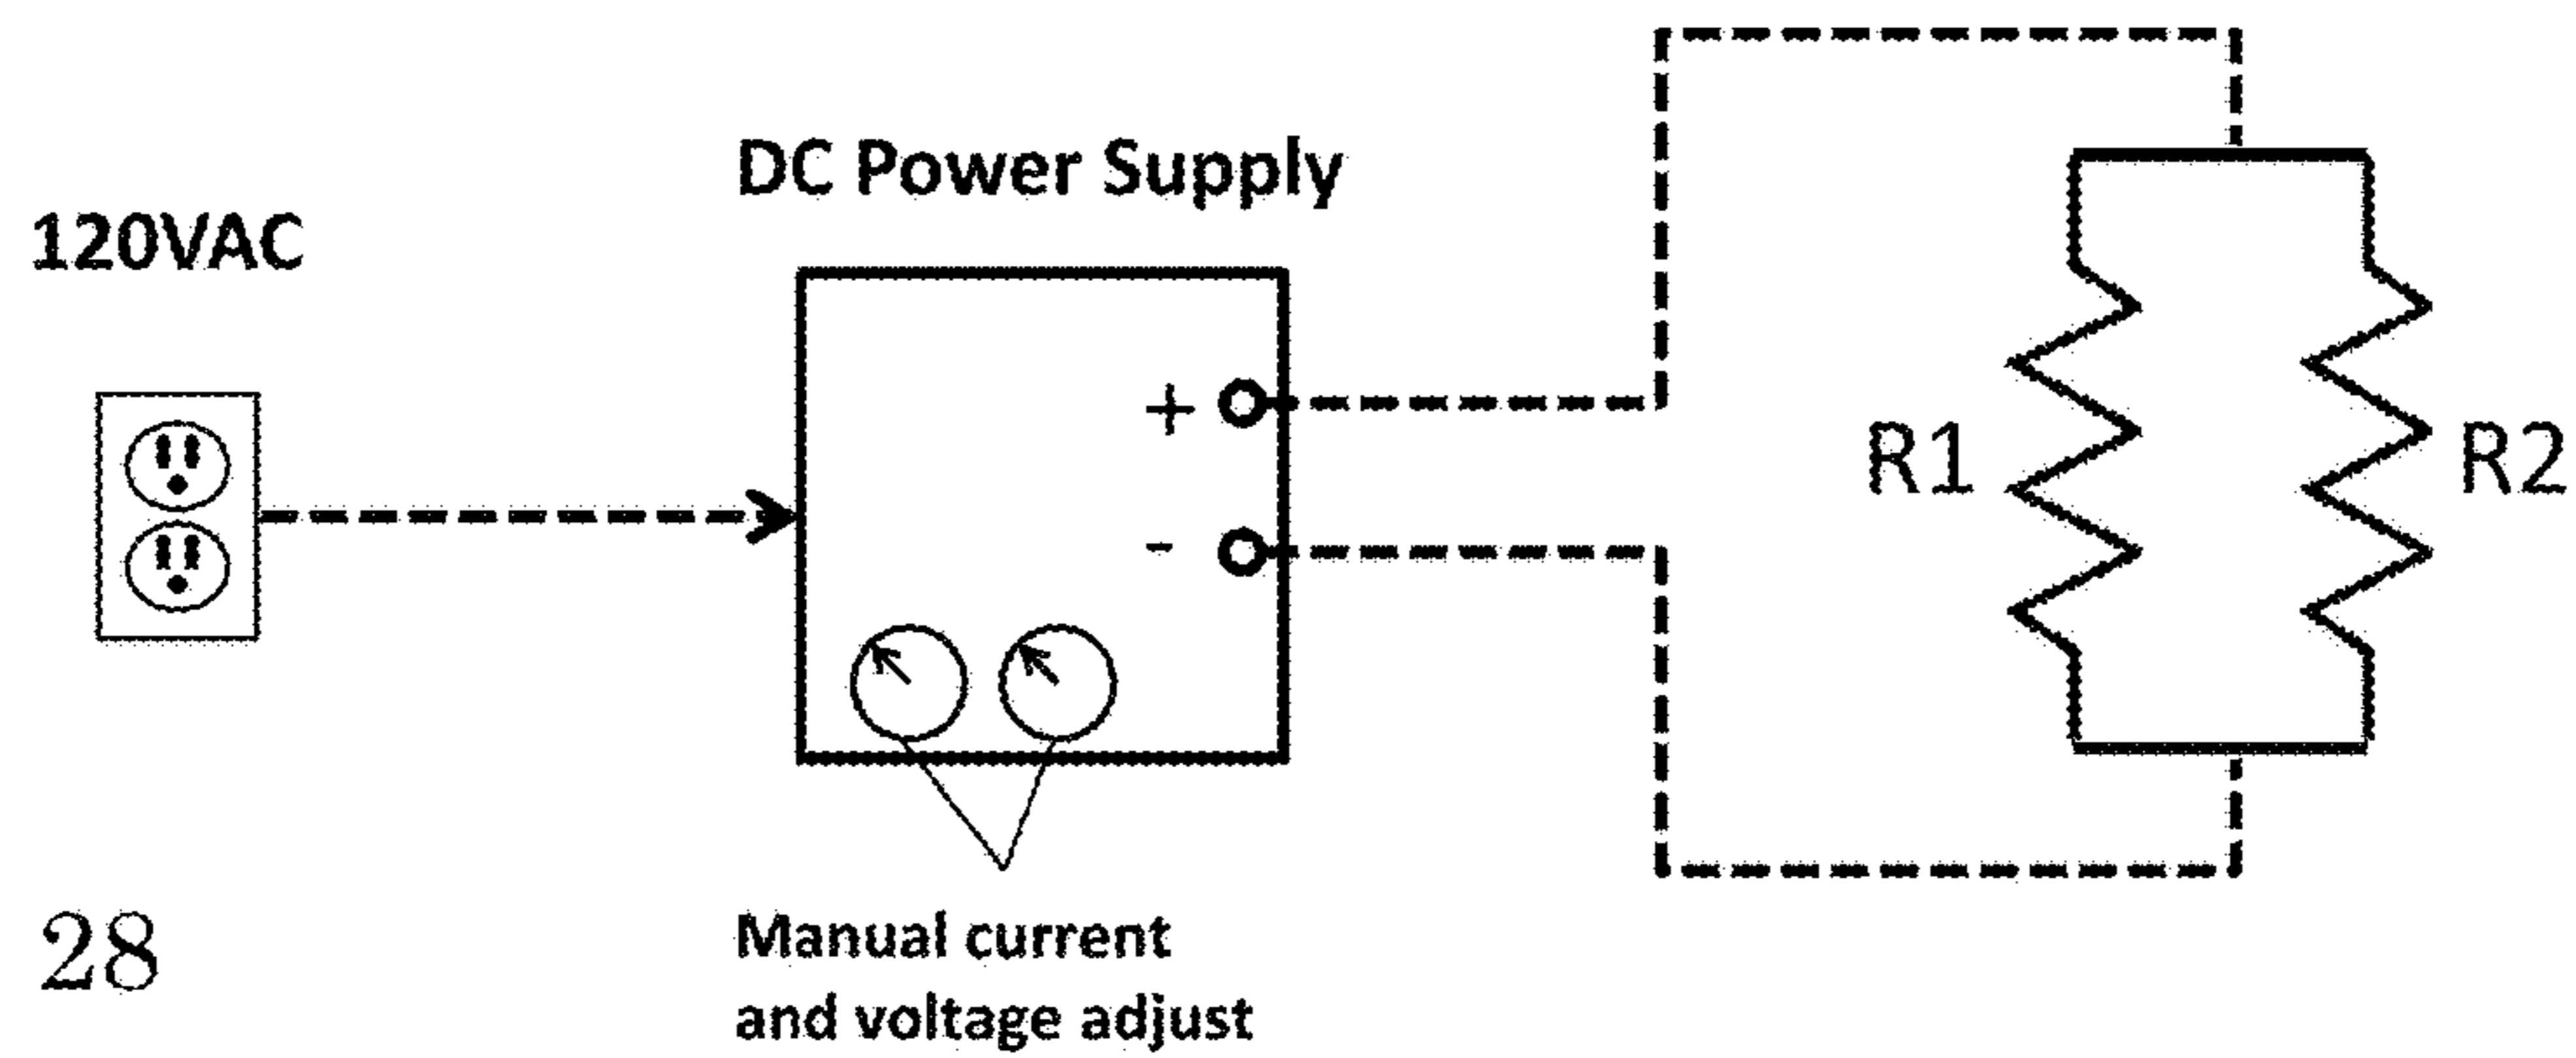 DC Power Supply
120VAC
+
-
R1
R2
Manual current
and voltage adjust
28